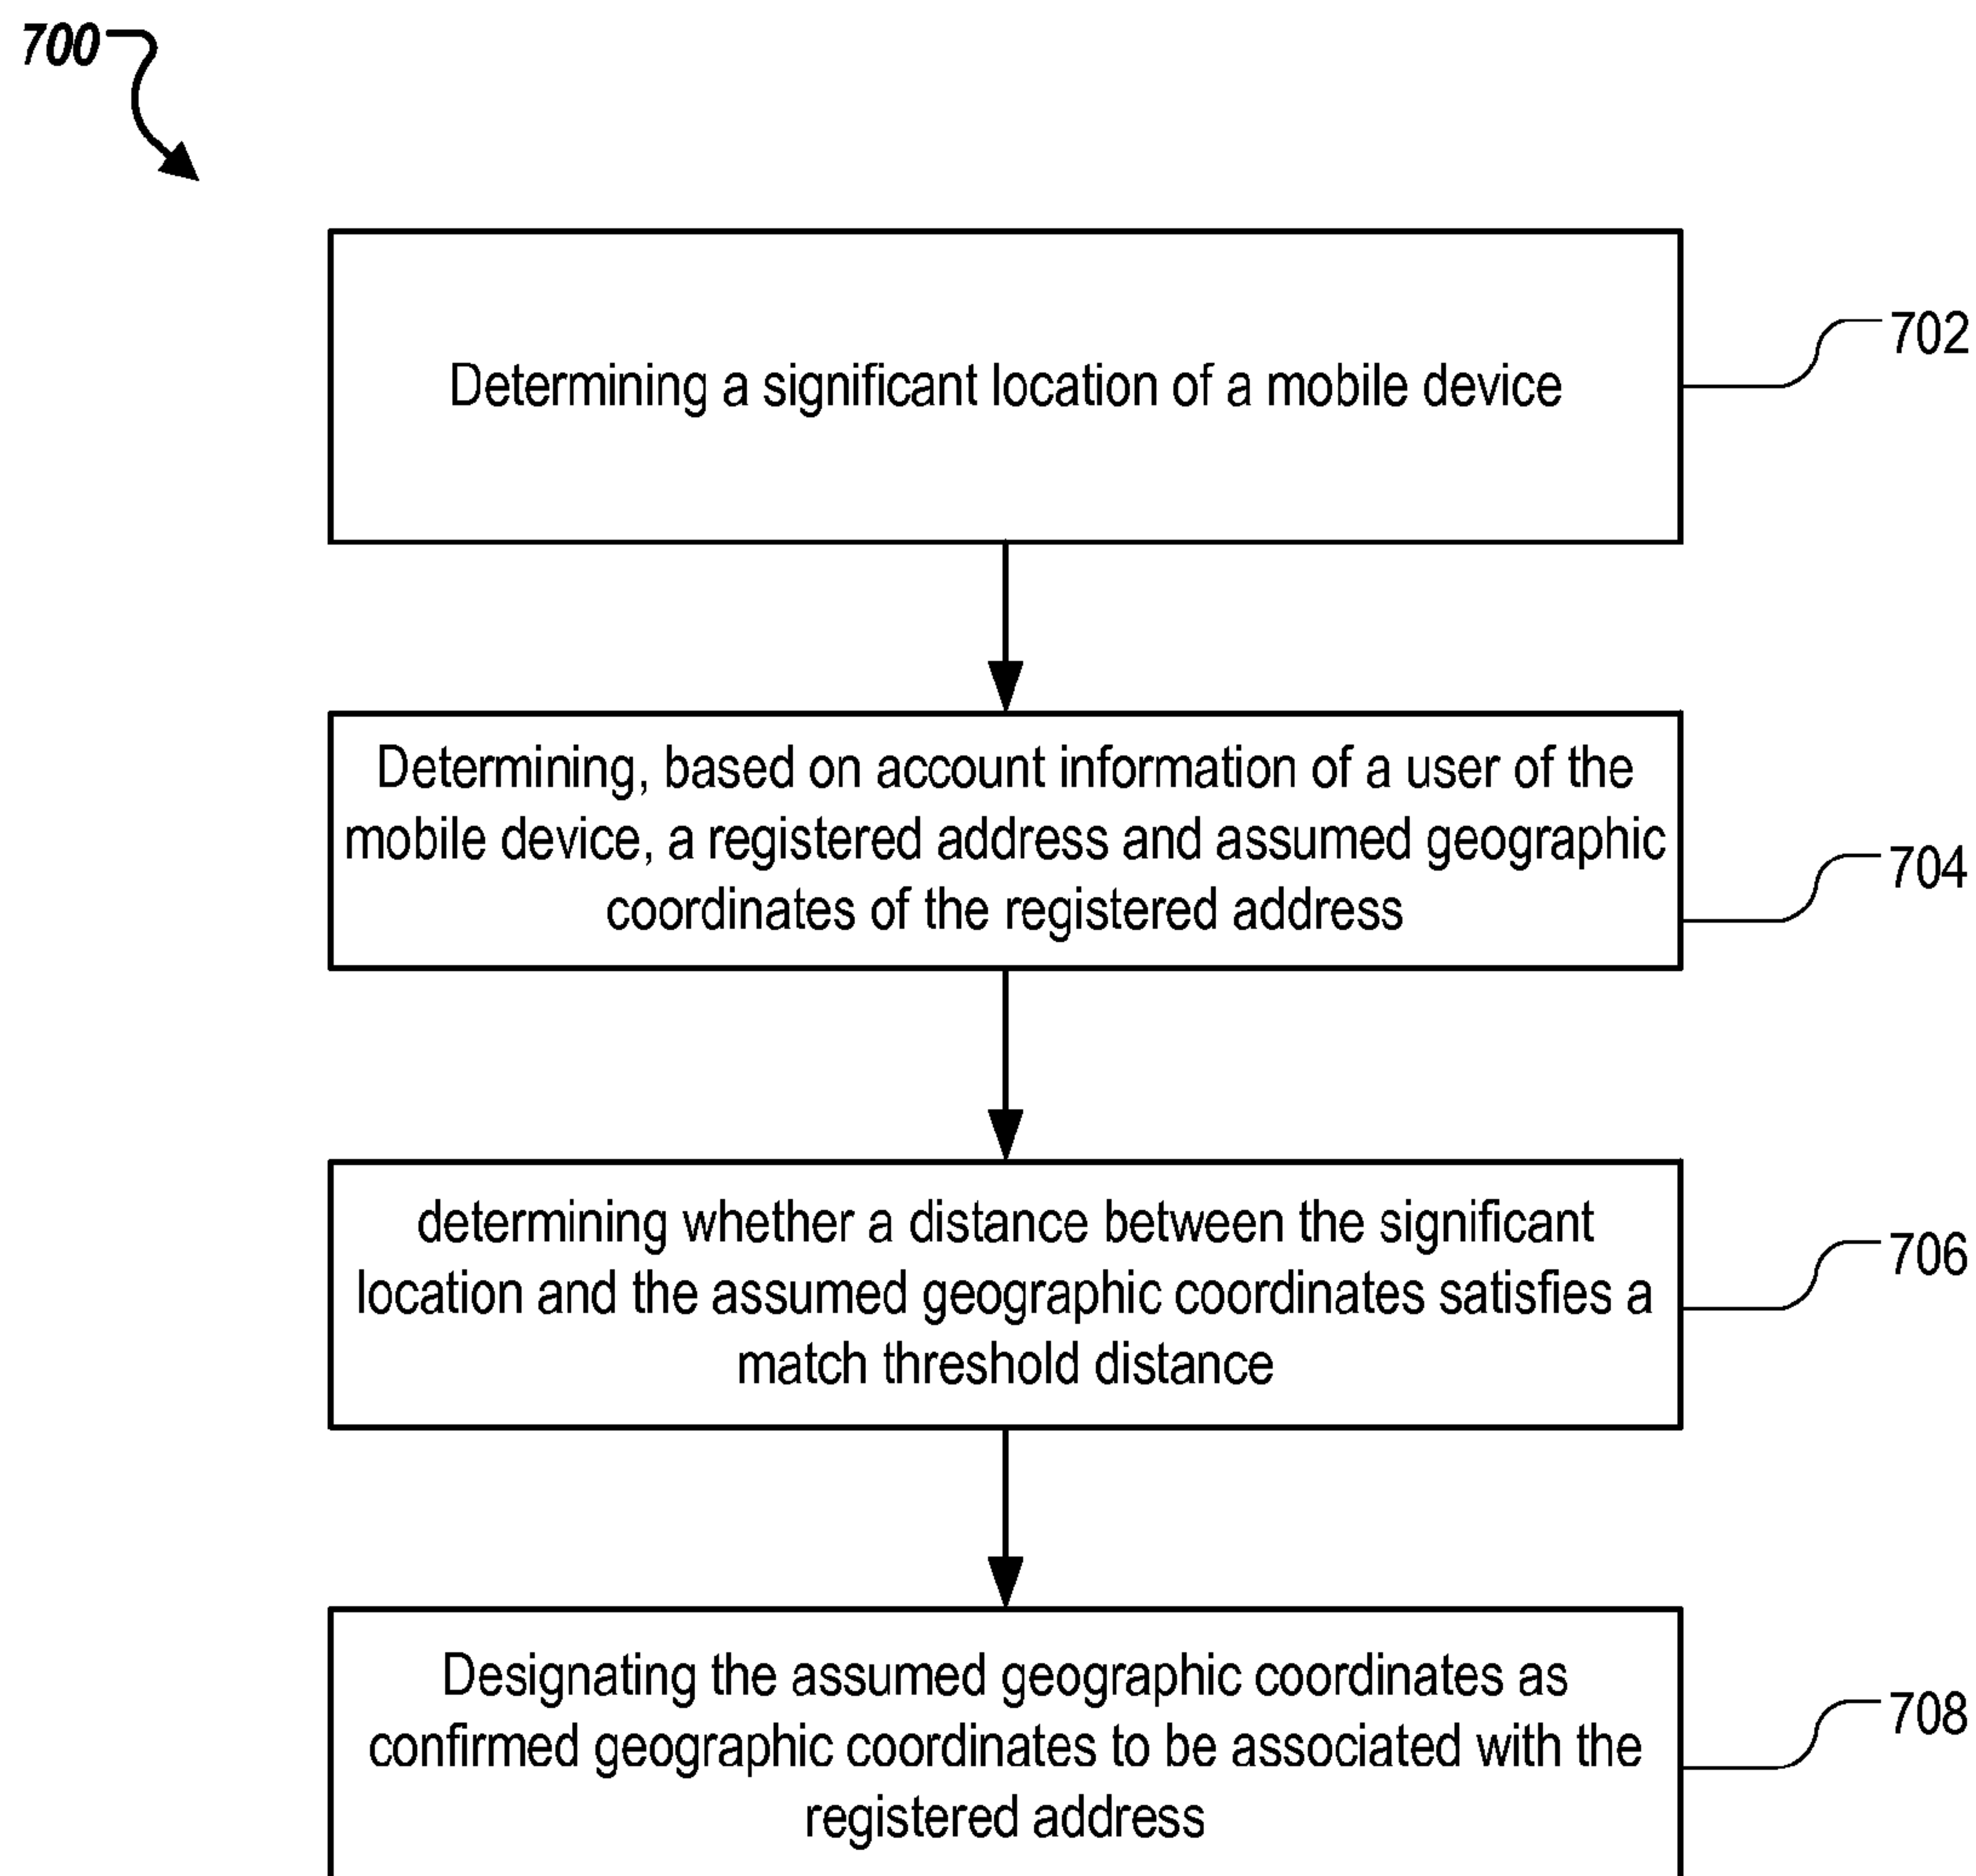 700
Determining a significant location of a mobile device
702
Determining, based on account information of a user of the
mobile device, a registered address and assumed geographic
coordinates of the registered address
704
determining whether a distance between the significant
location and the assumed geographic coordinates satisfies a
match threshold distance
706
Designating the assumed geographic coordinates as
confirmed geographic coordinates to be associated with the
registered address
708